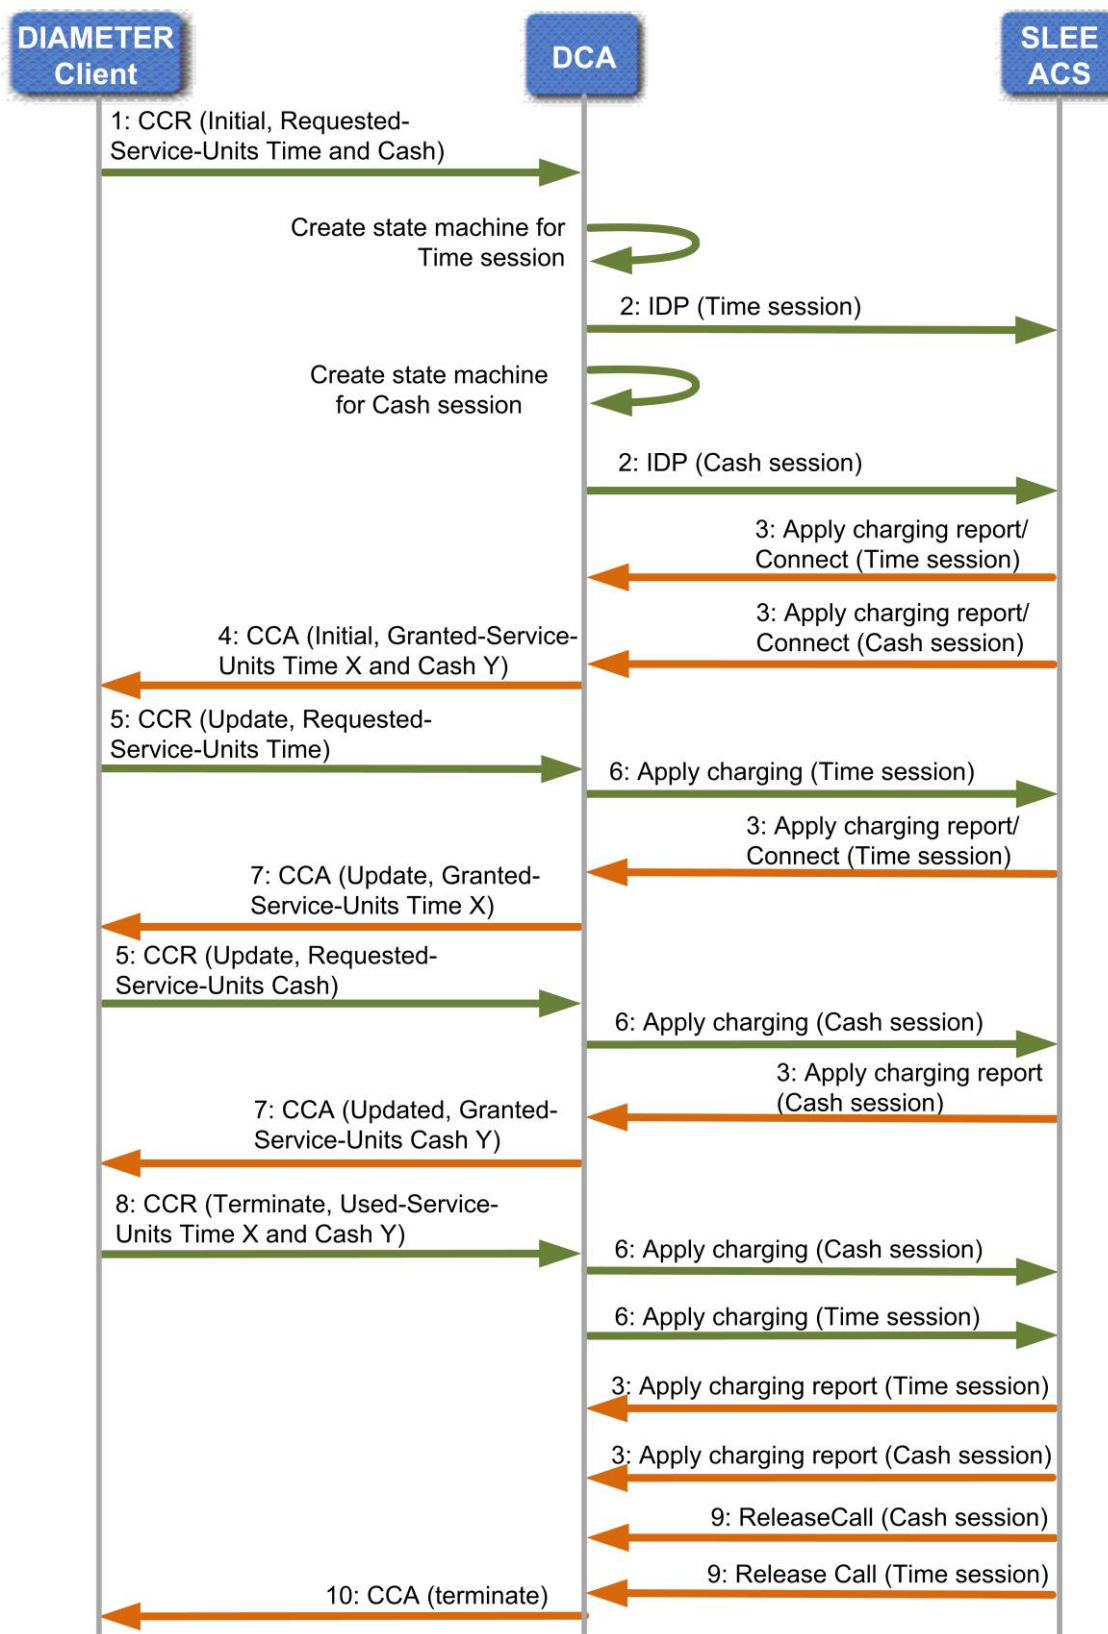 DIAMETER
Client
DCA
SLEE
ACS
1: CCR (Initial, Requested-
Service-Units Time and Cash)
Create state machine for
Time session
2: IDP (Time session)
Create state machine
for Cash session
2: IDP (Cash session)
3: Apply charging report/
Connect (Time session)
3: Apply charging report/
Connect (Cash session)
4: CCA (Initial, Granted-Service-
Units Time X and Cash Y)
5: CCR (Update, Requested-
Service-Units Time)
6: Apply charging (Time session)
3: Apply charging report/
Connect (Time session)
7: CCA (Update, Granted-
Service-Units Time X)
5: CCR (Update, Requested-
Service-Units Cash)
6: Apply charging (Cash session)
3: Apply charging report
(Cash session)
7: CCA (Updated, Granted-
Service-Units Cash Y)
8: CCR (Terminate, Used-Service-
Units Time X and Cash Y)
6: Apply charging (Cash session)
6: Apply charging (Time session)
3: Apply charging report (Time session)
3: Apply charging report (Cash session)
9: ReleaseCall (Cash session)
9: Release Call (Time session)
10: CCA (terminate)